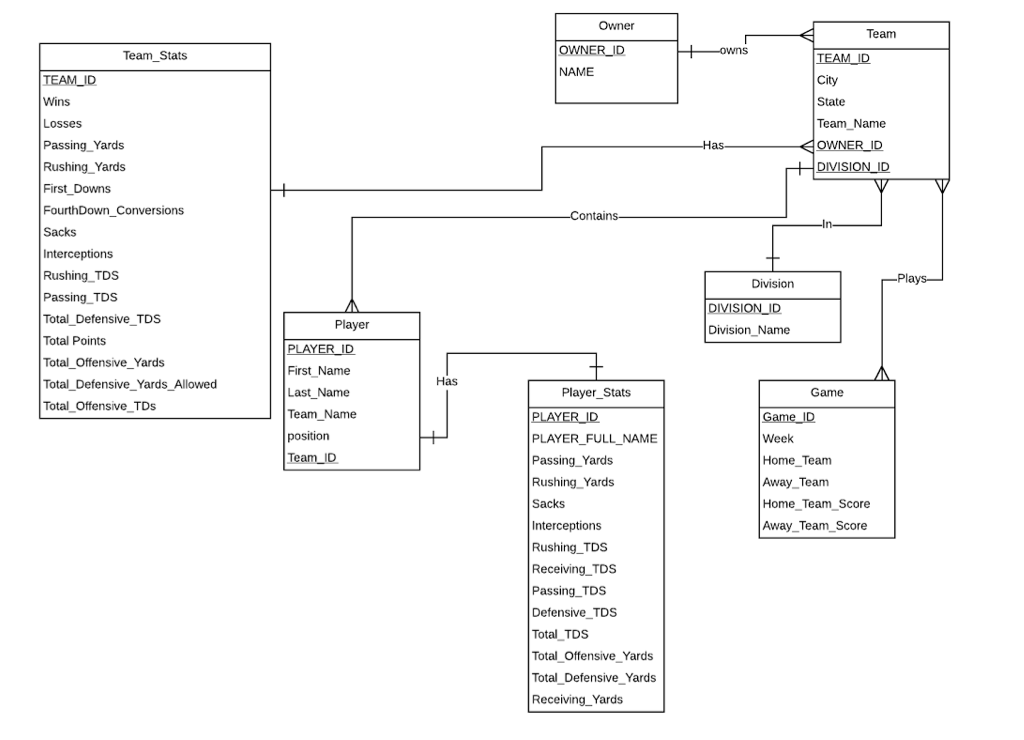 Team_Stats
TEAM_ID
Wins
Losses
Passing_Yards
Rushing_Yards
First_Downs
FourthDown_Conversions
Sacks
Interceptions
Rushing_TDS
Passing_TDS
Total_Defensive_TDS
Total Points
Total_Offensive_Yards
Total_Defensive_Yards_Allowed
Total_Offensive_TDs
Owner
OWNER_ID
NAME
owns
Team
TEAM_ID
City
State
Team_Name
OWNER_ID
DIVISION_ID
Has
Contains
In
Plays
Division
DIVISION_ID
Division_Name
Player
PLAYER_ID
First_Name
Last_Name
Team_Name
position
Team_ID
Has
Player_Stats
PLAYER_ID
PLAYER_FULL_NAME
Passing_Yards
Rushing_Yards
Sacks
Interceptions
Rushing_TDS
Receiving_TDS
Passing_TDS
Defensive_TDS
Total_TDS
Total_Offensive_Yards
Total_Defensive_Yards
Receiving_Yards
Game
Game_ID
Week
Home_Team
Away_Team
Home_Team_Score
Away_Team_Score